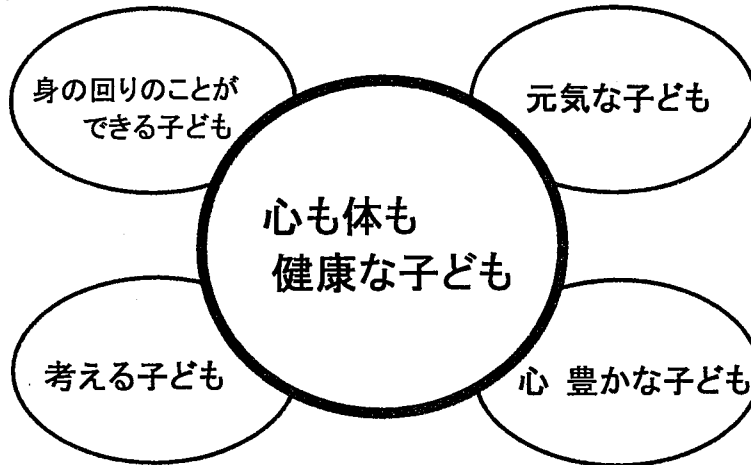 身の回りのことが
できる子ども
元気な子ども
心も体も
健康な子ども
考える子ども
心 豊かな子ども